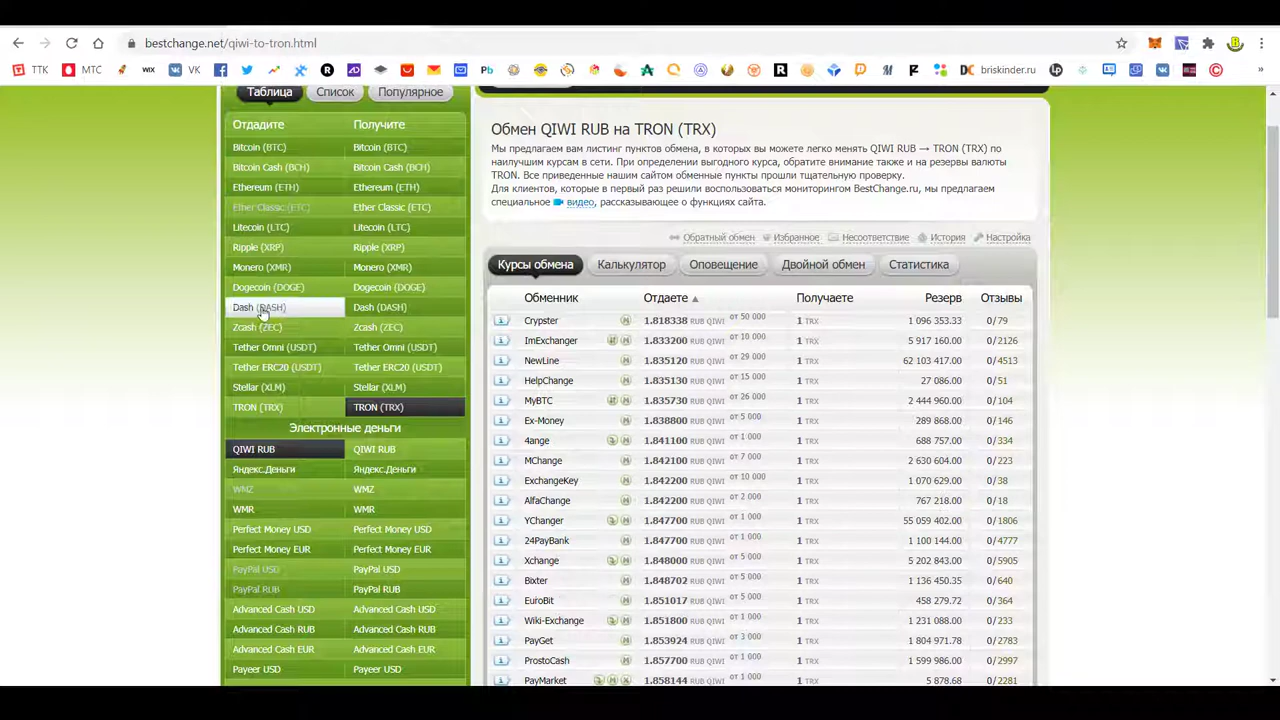 bestchange.net/qiwi-to-tron.html
ТТК
МТС
WIX
VK
Pb
DC briskinder.ru
Lp
»
Таблица Список Популярное
Отдадите Получите
Bitcoin (BTC) Bitcoin (BTC)
Bitcoin Cash (BCH) Bitcoin Cash (BCH)
Ethereum (ETH) Ethereum (ETH)
Ether Classic (ETC) Ether Classic (ETC)
Litecoin (LTC) Litecoin (LTC)
Ripple (XRP) Ripple (XRP)
Monero (XMR) Monero (XMR)
Dogecoin (DOGE) Dogecoin (DOGE)
Dash (DASH) Dash (DASH)
Zcash (ZEC) Zcash (ZEC)
Tether Omni (USDT) Tether Omni (USDT)
Tether ERC20 (USDT) Tether ERC20 (USDT)
Stellar (XLM) Stellar (XLM)
TRON (TRX) TRON (TRX)
Электронные деньги
QIWI RUB QIWI RUB
Яндекс.Деньги Яндекс.Деньги
WMZ WMZ
WMR WMR
Perfect Money USD Perfect Money USD
Perfect Money EUR Perfect Money EUR
PayPal USD PayPal USD
PayPal RUB PayPal RUB
Advanced Cash USD Advanced Cash USD
Advanced Cash RUB Advanced Cash RUB
Advanced Cash EUR Advanced Cash EUR
Payeer USD Payeer USD
Обмен QIWI RUB на TRON (TRX)
Мы предлагаем вам листинг пунктов обмена, в которых вы можете легко менять QIWI RUB → TRON (TRX) по
наилучшим курсам в сети. При определении выгодного курса, обратите внимание также и на резервы валюты
TRON. Все приведенные нашим сайтом обменные пункты прошли тщательную проверку.
Для клиентов, которые в первый раз решили воспользоваться мониторингом BestChange.ru, мы предлагаем
специальное видео, рассказывающее о функциях сайта.
Обратный обмен Избранное Несоответствие История Настройка
Курсы обмена Калькулятор Оповещение Двойной обмен Статистика
Обменник Отдаете ▲ Получаете Резерв Отзывы
Crypster 1.818338 RUB QIWI от 50 000 1 TRX 1 096 353.33 0/79
ImExchanger 1.833200 RUB QIWI от 10 000 1 TRX 5 917 160.00 0/2126
NewLine 1.835120 RUB QIWI от 29 000 1 TRX 62 103 417.00 0/4513
HelpChange 1.835130 RUB QIWI от 15 000 1 TRX 27 086.00 0/51
MyBTC 1.835730 RUB QIWI от 26 000 1 TRX 2 444 960.00 0/104
Ex-Money 1.838800 RUB QIWI от 5 000 1 TRX 289 868.00 0/146
4ange 1.841100 RUB QIWI от 1 000 1 TRX 688 757.00 0/334
MChange 1.842100 RUB QIWI от 7 000 1 TRX 2 630 604.00 0/223
ExchangeKey 1.842200 RUB QIWI от 10 000 1 TRX 1 070 629.00 0/38
AlfaChange 1.842200 RUB QIWI от 2 000 1 TRX 767 218.00 0/18
YChanger 1.847700 RUB QIWI от 1 000 1 TRX 55 059 402.00 0/1806
24PayBank 1.847700 RUB QIWI от 1 000 1 TRX 1 100 144.00 0/4777
Xchange 1.848000 RUB QIWI от 5 000 1 TRX 5 202 843.00 0/5905
Bixter 1.848702 RUB QIWI от 5 000 1 TRX 1 136 450.35 0/640
EuroBit 1.851017 RUB QIWI от 5 000 1 TRX 458 279.72 0/364
Wiki-Exchange 1.851800 RUB QIWI от 1 000 1 TRX 1 231 088.00 0/233
PayGet 1.853924 RUB QIWI от 3 000 1 TRX 1 804 971.78 0/2783
ProstoCash 1.857700 RUB QIWI от 1 000 1 TRX 1 599 986.00 0/2997
PayMarket 1.858144 RUB QIWI от 1 000 1 TRX 5 878.68 0/2281